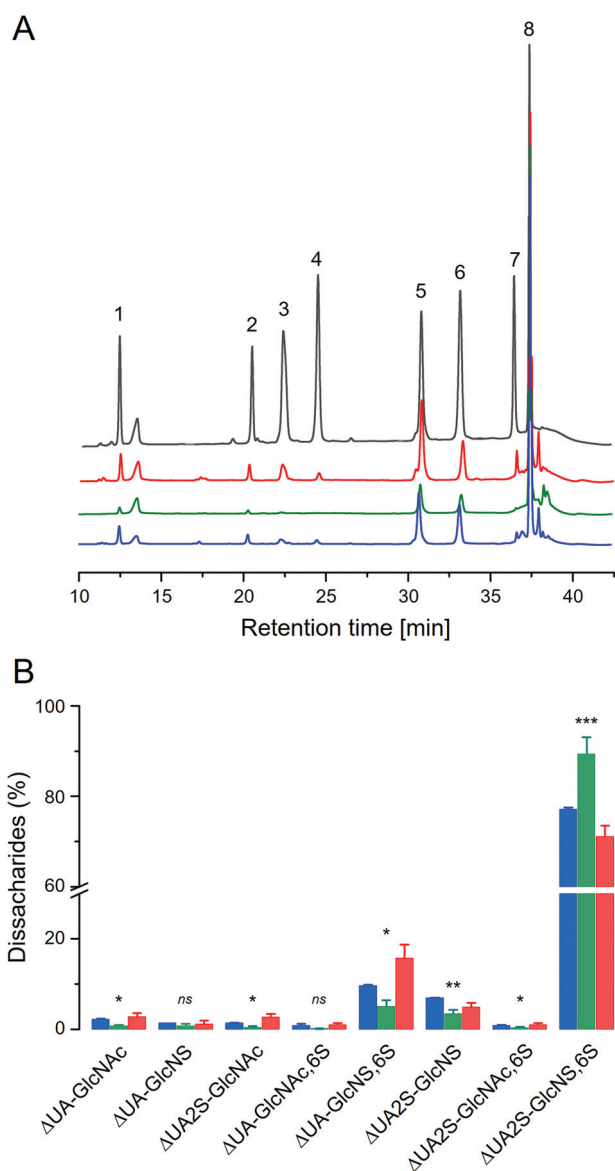 A
8
1
2
3
4
5
6
7
10
15
20
25
30
35
40
Retention time [min]
B
100
80
60
20
0
Dissacharides (%)
*
ns
*
ns
*
**
*
***
ΔUA-GlcNAc
ΔUA-GlcNS
ΔUA2S-GlcNAc
ΔUA-GlcNAc,6S
ΔUA-GlcNS,6S
ΔUA2S-GlcNS
ΔUA2S-GlcNAc,6S
ΔUA2S-GlcNS,6S